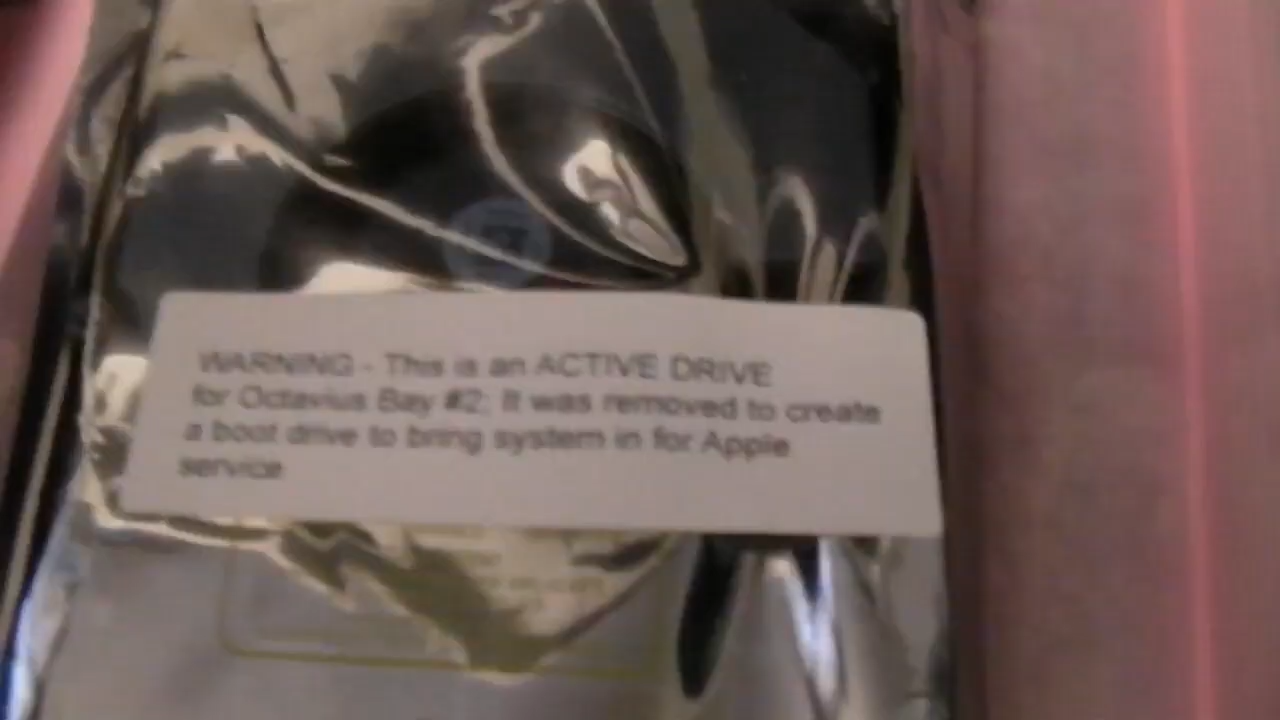 WARNING - This is an ACTIVE DRIVE
for Octavius Bay #2; It was removed to create
a boot drive to bring system in for Apple
service